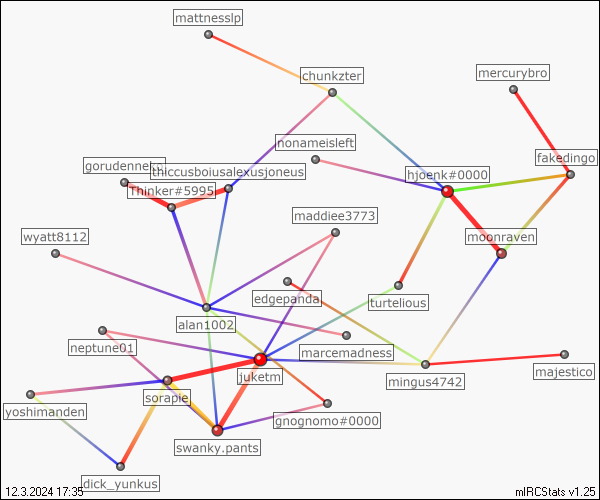 mattnesslp
chunkzter
mercurybro
nonameisleft
fakedingo
thiccusboiusalexusjoneus
hjoenk#0000
Thinker#5995
maddiee3773
wyatt8112
moonraven
edgepanda
turtelious
alan1002
neptune01
marcemadness
juketm
mingus4742
majestico
sorapie
yoshimanden
gnognomo#0000
swanky.pants
dick_yunkus
12.3.2024 17:35
mIRCStats v1.25